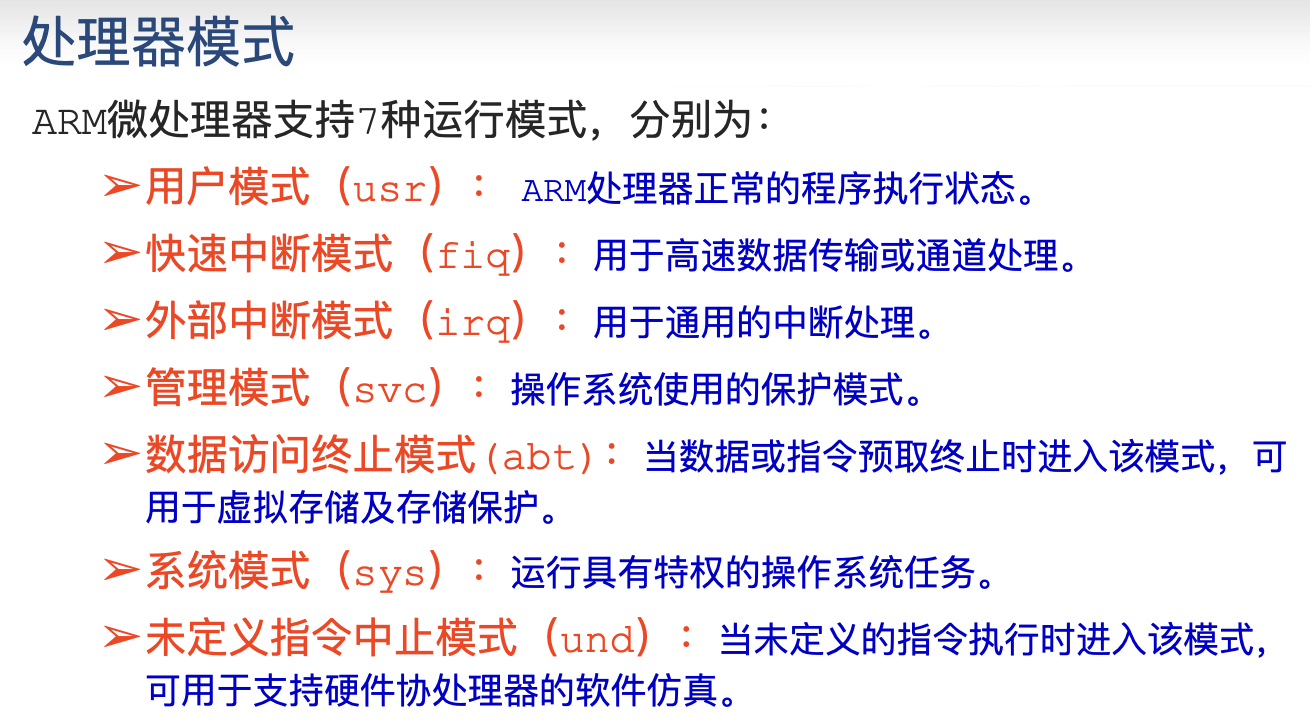 处理器模式
ARM微处理器支持7种运行模式，分别为：
➢用户模式（usr）： ARM处理器正常的程序执行状态。
➢快速中断模式（fiq）：用于高速数据传输或通道处理。
➢外部中断模式（irq）：用于通用的中断处理。
➢管理模式（svc）：操作系统使用的保护模式。
➢数据访问终止模式(abt)：当数据或指令预取终止时进入该模式，可
用于虚拟存储及存储保护。
➢系统模式（sys）：运行具有特权的操作系统任务。
➢未定义指令中止模式（und）：当未定义的指令执行时进入该模式，
可用于支持硬件协处理器的软件仿真。